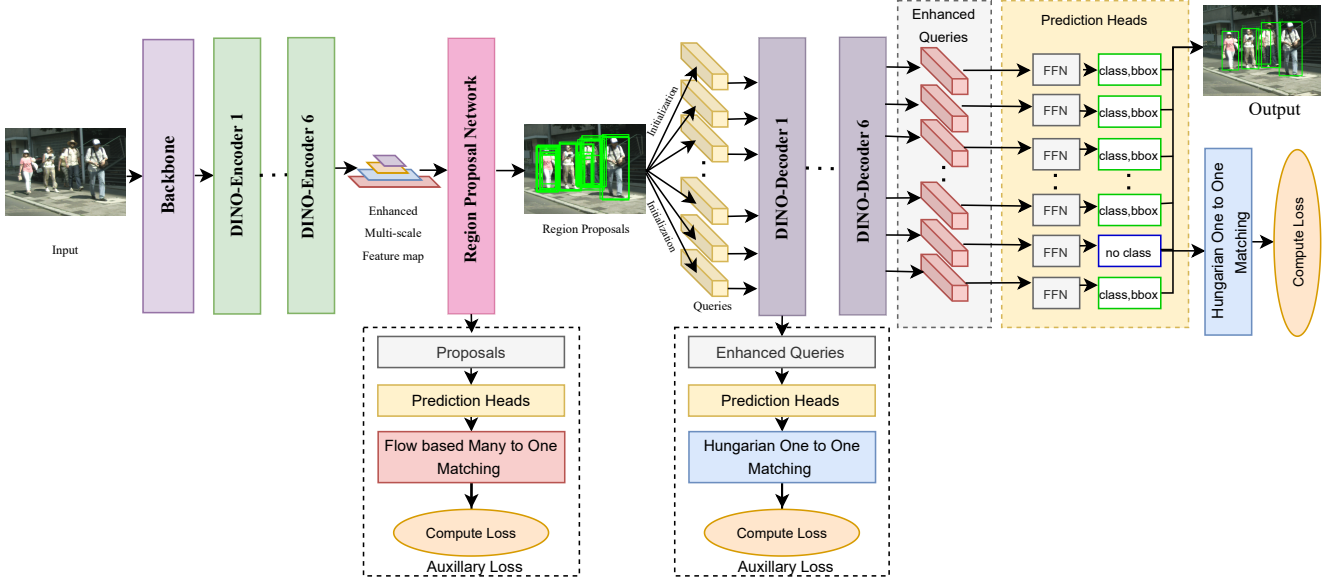 Input
Backbone
DINO-Encoder 1
DINO-Encoder 6
Enhanced
Multi-scale
Feature map
Region Proposal Network
Region Proposals
Initialization
Initialization
Queries
DINO-Decoder 1
DINO-Decoder 6
Enhanced
Queries
Prediction Heads
FFN
class,bbox
FFN
class,bbox
FFN
class,bbox
FFN
class,bbox
FFN
no class
FFN
class,bbox
Output
Hungarian One to One
Matching
Compute Loss
Proposals
Prediction Heads
Flow based Many to One
Matching
Compute Loss
Auxillary Loss
Enhanced Queries
Prediction Heads
Hungarian One to One
Matching
Compute Loss
Auxillary Loss